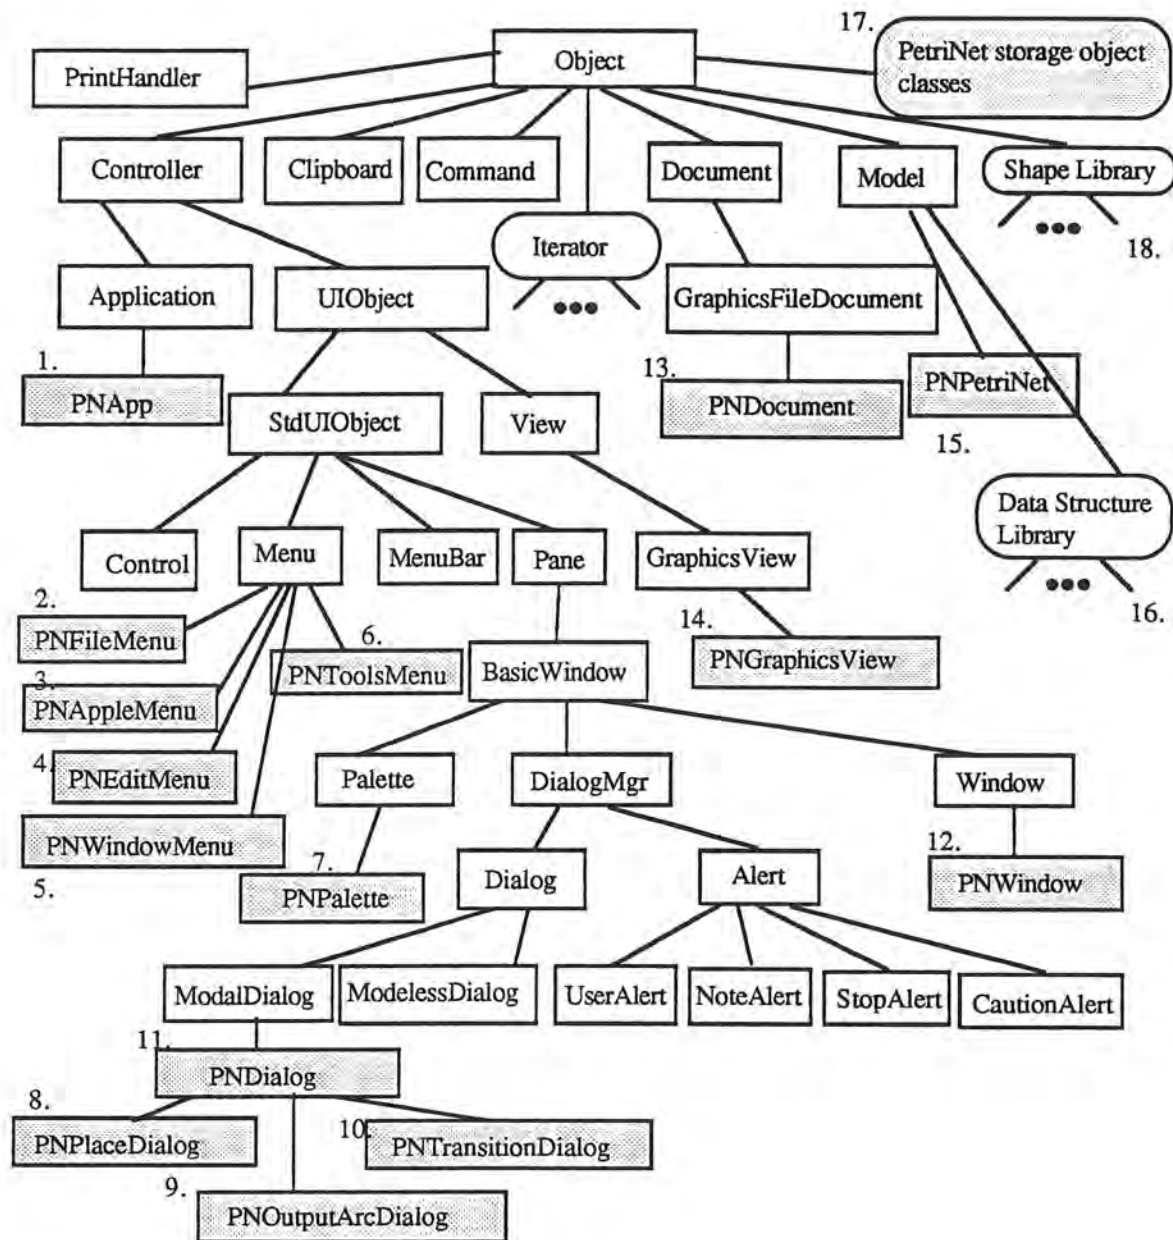 17.
PetriNet storage object
classes
Object
PrintHandler
Controller
Clipboard
Command
Document
Model
Shape Library
18.
Iterator
Application
UIObject
GraphicsFileDocument
1.
PNApp
13.
PNDocument
PNPetriNet
15.
StdUIObject
View
Data Structure
Library
16.
Control
Menu
MenuBar
Pane
GraphicsView
2.
PNFileMenu
6.
PNToolsMenu
14.
PNGraphicsView
BasicWindow
3.
PNAppleMenu
4.
PNEditMenu
PNWindowMenu
5.
Palette
DialogMgr
Window
7.
PNPalette
Dialog
Alert
12.
PNWindow
ModalDialog
ModelessDialog
UserAlert
NoteAlert
StopAlert
CautionAlert
11.
PNDialog
8.
PNPlaceDialog
10.
PNTransitionDialog
9.
PNOutputArcDialog